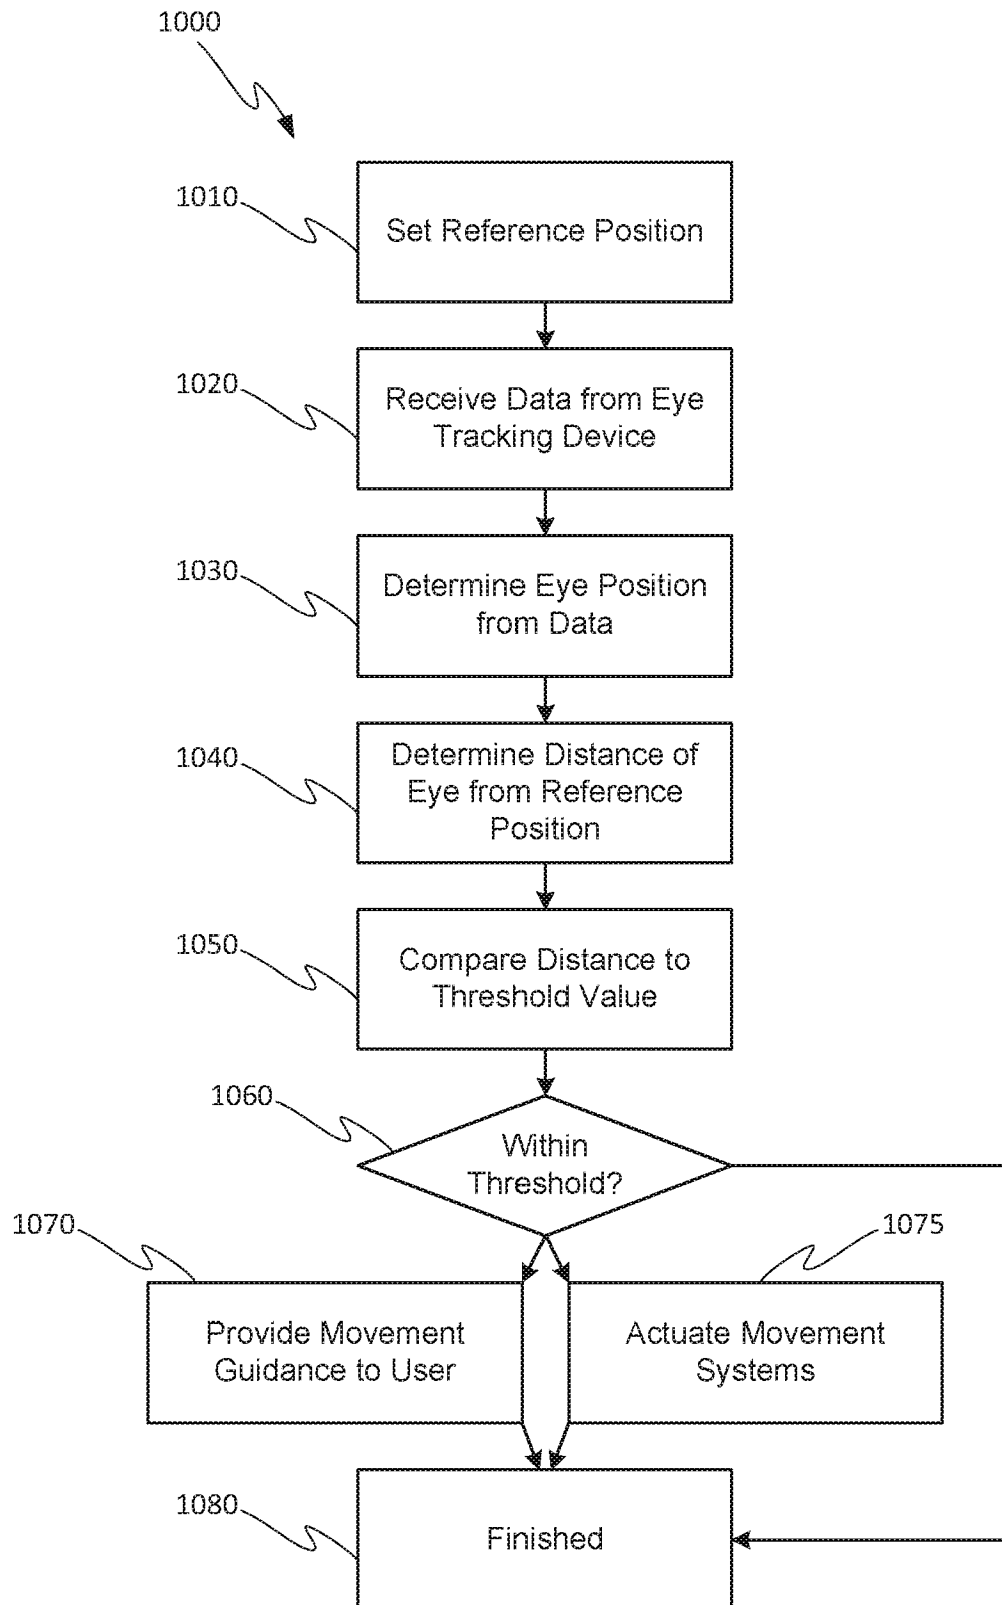 1000
1010
Set Reference Position
1020
Receive Data from Eye
Tracking Device
1030
Determine Eye Position
from Data
1040
Determine Distance of
Eye from Reference
Position
1050
Compare Distance to
Threshold Value
1060
Within
Threshold?
1070
1075
Provide Movement
Guidance to User
Actuate Movement
Systems
1080
Finished